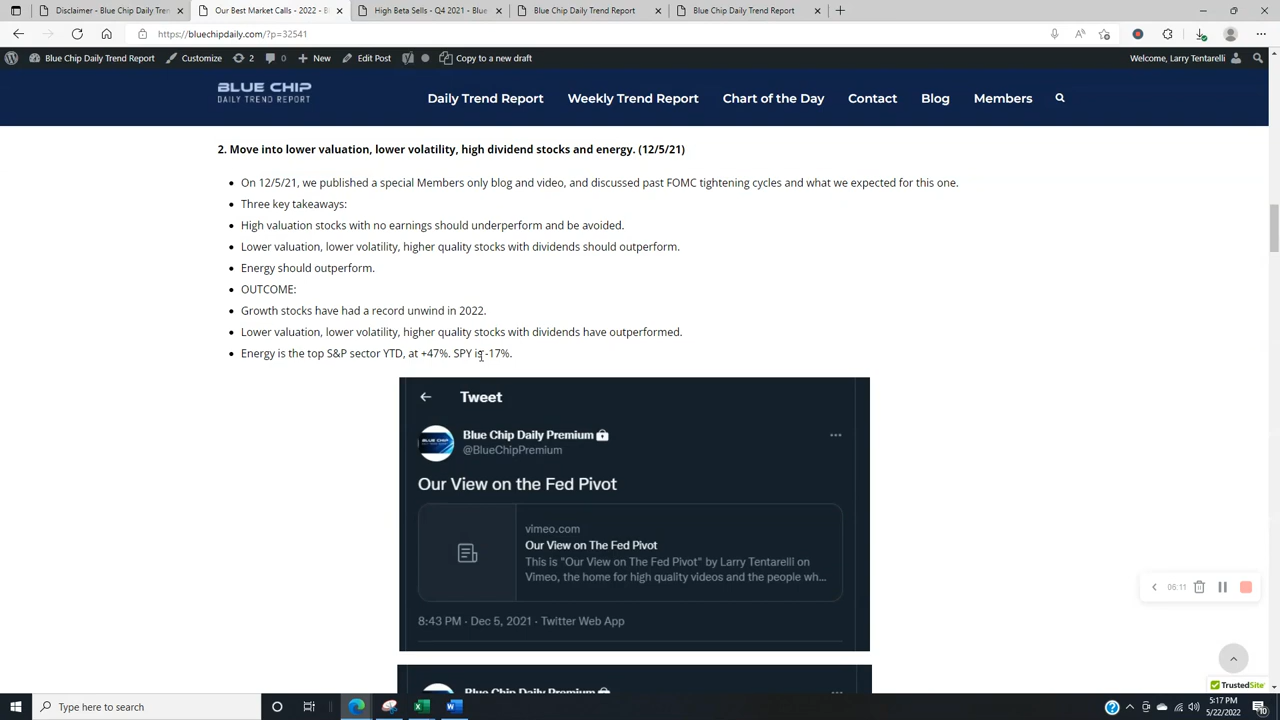 Disclaimer - Blue Chip Daily Tren
Our Best Market Calls - 2022 - B
High Beta Sells - Q4 2021 - Blue
Blue Chip Daily Trend Report
Blue Chip Daily Trend Report
https://bluechipdaily.com/?p=32541
Blue Chip Daily Trend Report
Customize
2
0
New
Edit Post
Copy to a new draft
Welcome, Larry Tentarelli
BLUE CHIP
DAILY TREND REPORT
Daily Trend Report
Weekly Trend Report
Chart of the Day
Contact
Blog
Members
2. Move into lower valuation, lower volatility, high dividend stocks and energy. (12/5/21)
On 12/5/21, we published a special Members only blog and video, and discussed past FOMC tightening cycles and what we expected for this one.
Three key takeaways:
High valuation stocks with no earnings should underperform and be avoided.
Lower valuation, lower volatility, higher quality stocks with dividends should outperform.
Energy should outperform.
OUTCOME:
Growth stocks have had a record unwind in 2022.
Lower valuation, lower volatility, higher quality stocks with dividends have outperformed.
Energy is the top S&P sector YTD, at +47%. SPY is -17%.
Tweet
BLUE CHIP
Blue Chip Daily Premium
@BlueChipPremium
Our View on the Fed Pivot
vimeo.com
Our View on The Fed Pivot
This is "Our View on The Fed Pivot" by Larry Tentarelli on
Vimeo, the home for high quality videos and the people wh...
8:43 PM · Dec 5, 2021 · Twitter Web App
Blue Chip Daily Premium
06:11
TrustedSite
Type here to search
5:17 PM
5/22/2022